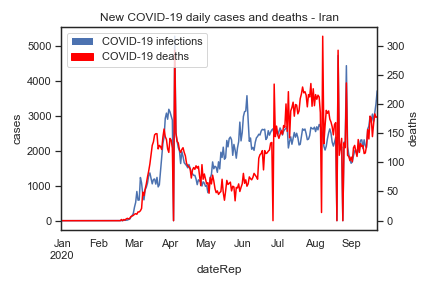 New COVID-19 daily cases and deaths - Iran
COVID-19 infections
COVID-19 deaths
cases
5000
4000
3000
2000
1000
0
deaths
300
250
200
150
100
50
0
Jan Feb Mar Apr May Jun Jul Aug Sep
2020
dateRep